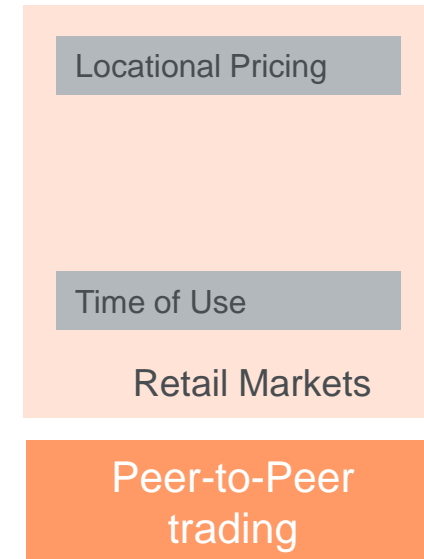 Locational Pricing
Time of Use
Retail Markets
Peer-to-Peer
trading